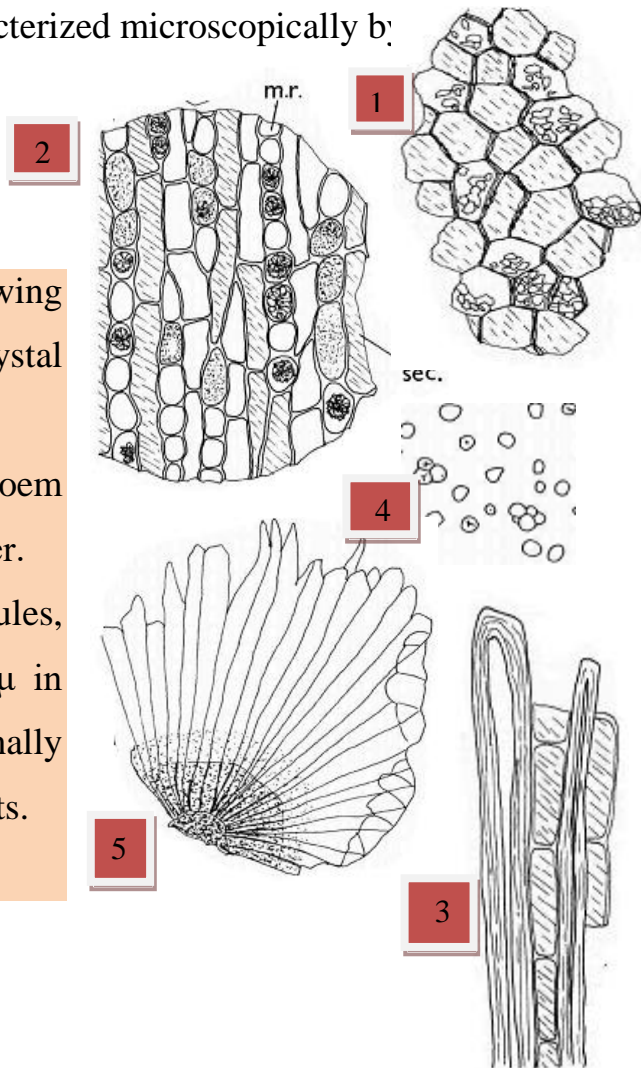 cterized microscopically by
1
m.r.
2
wing
ystal
sec.
oem
4
er.
ules,
μ in
nally
ts.
5
3